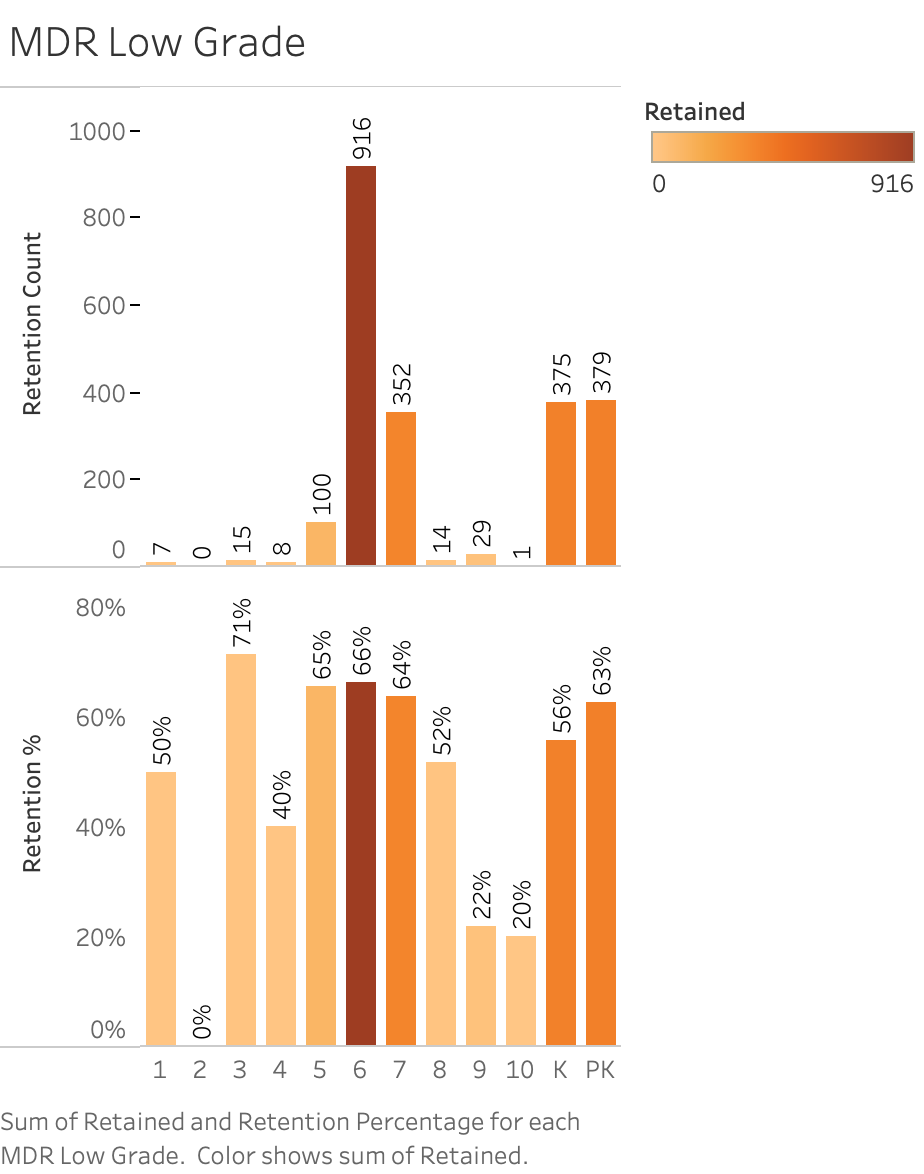 MDR Low Grade
Retained
0 916
Retention Count
1000
800
600
400
200
0
7 0 15 8 100 916 352 14 29 1 375 379
Retention %
80%
60%
40%
20%
0%
50% 0% 71% 40% 65% 66% 64% 52% 22% 20% 56% 63%
1 2 3 4 5 6 7 8 9 10 K PK
Sum of Retained and Retention Percentage for each
MDR Low Grade. Color shows sum of Retained.